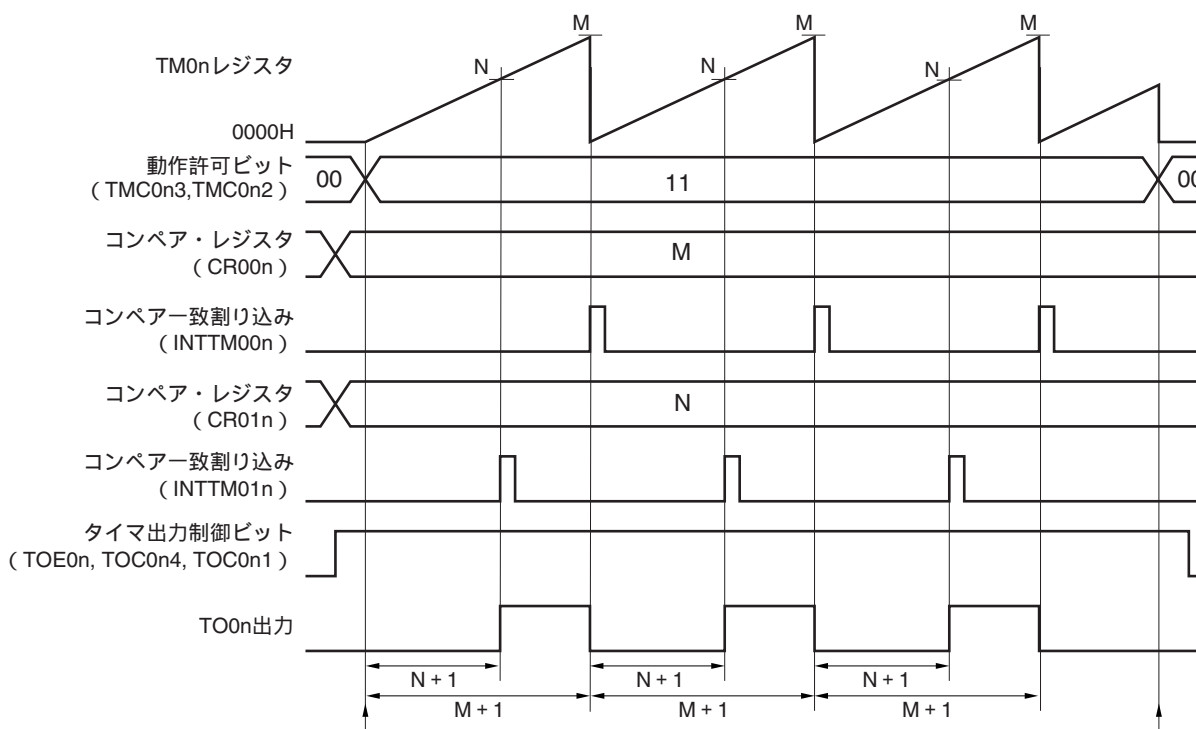 M
M
M
N
N
N
TM0nレジスタ
0000H
動作許可ビット
( TMC0n3,TMC0n2 )
00
11
00
コンペア・レジスタ
( CR00n )
M
コンペア一致割り込み
( INTTM00n )
コンペア・レジスタ
( CR01n )
N
コンペア一致割り込み
( INTTM01n )
タイマ出力制御ビット
( TOE0n, TOC0n4, TOC0n1 )
TO0n出力
N + 1
N + 1
N + 1
M + 1
M + 1
M + 1